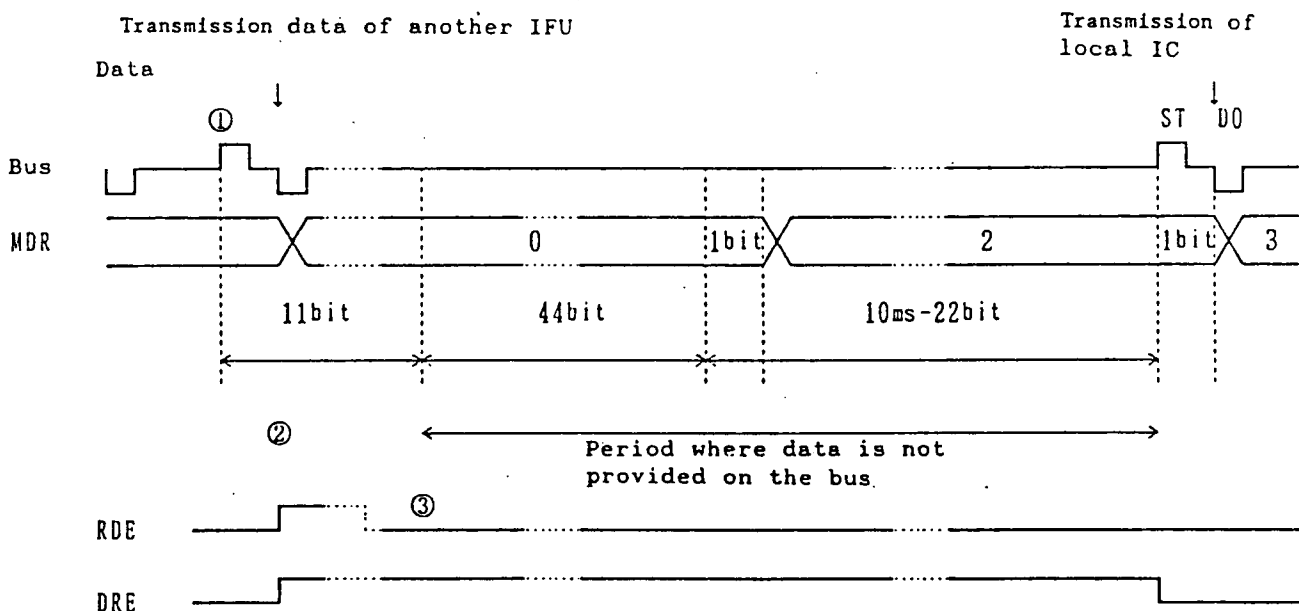 Transmission data of another IFU
Transmission of
local IC
Data
↓
↓
①
ST DO
Bus
MDR
0
1bit
2
1bit
3
11bit
44bit
10ms-22bit
②
Period where data is not
provided on the bus
③
RDE
DRE